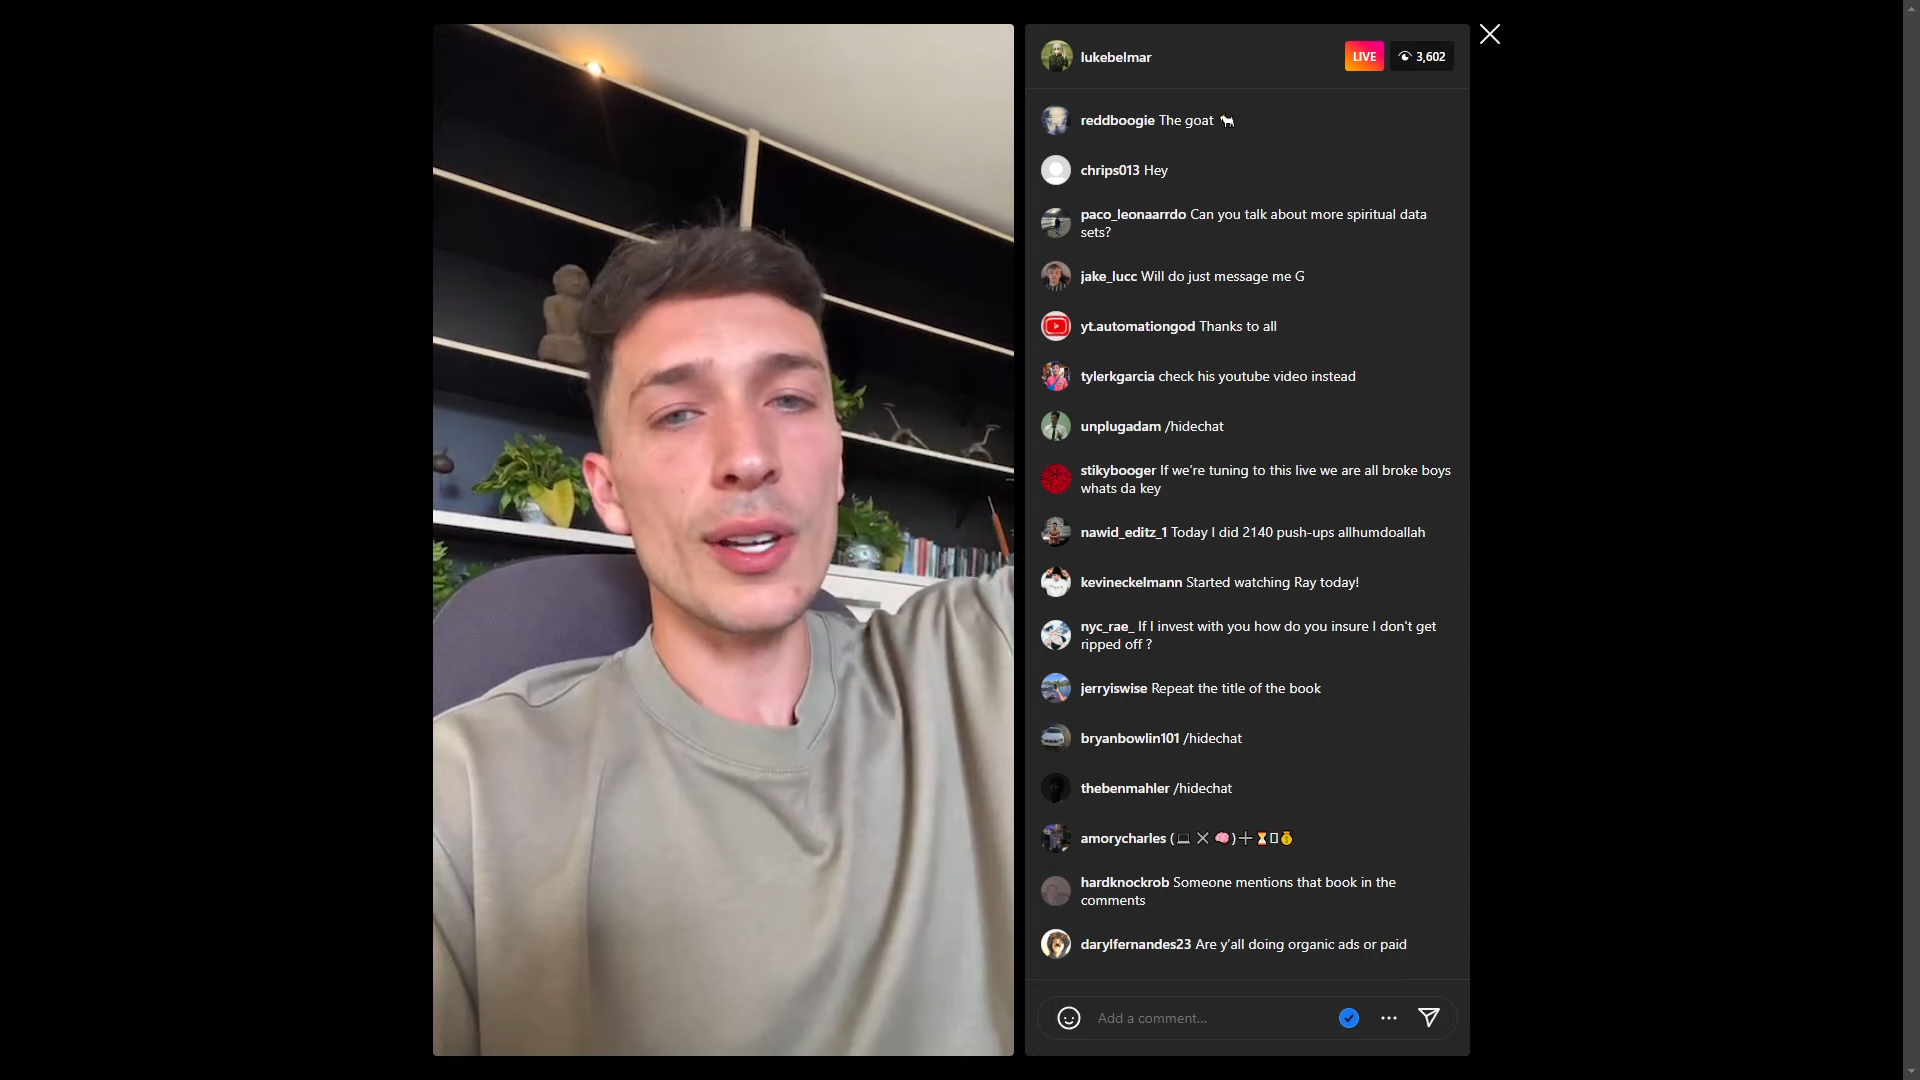 lukebelmar
LIVE
3,602
reddboogie The goat 🐐
chrips013 Hey
paco_leonaarrdo Can you talk about more spiritual data
sets?
jake_lucc Will do just message me G
yt.automationgod Thanks to all
tylerkgarcia check his youtube video instead
unplugadam /hidechat
stikybooger If we’re tuning to this live we are all broke boys
whats da key
nawid_editz_1 Today I did 2140 push-ups allhumdoallah
kevineckelmann Started watching Ray today!
nyc_rae_ If I invest with you how do you insure I don't get
ripped off ?
jerryiswise Repeat the title of the book
bryanbowlin101 /hidechat
thebenmahler /hidechat
amorycharles (💻 ✖ 🧠)➕⏳▯💰
hardknockrob Someone mentions that book in the
comments
darylfernandes23 Are y’all doing organic ads or paid
Add a comment...